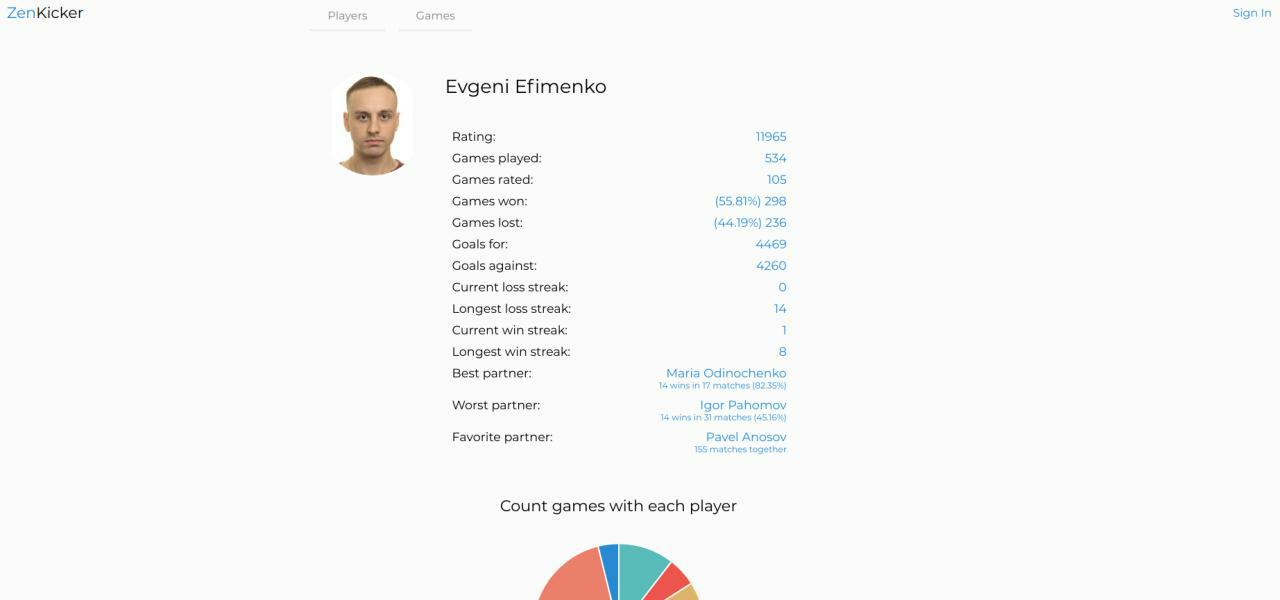 ZenKicker
Players
Games
Sign In
Evgeni Efimenko
Rating: 11965
Games played: 534
Games rated: 105
Games won: (55.81%) 298
Games lost: (44.19%) 236
Goals for: 4469
Goals against: 4260
Current loss streak: 0
Longest loss streak: 14
Current win streak: 1
Longest win streak: 8
Best partner: Maria Odinochenko
14 wins in 17 matches (82.35%)
Worst partner: Igor Pahomov
14 wins in 31 matches (45.16%)
Favorite partner: Pavel Anosov
155 matches together
Count games with each player